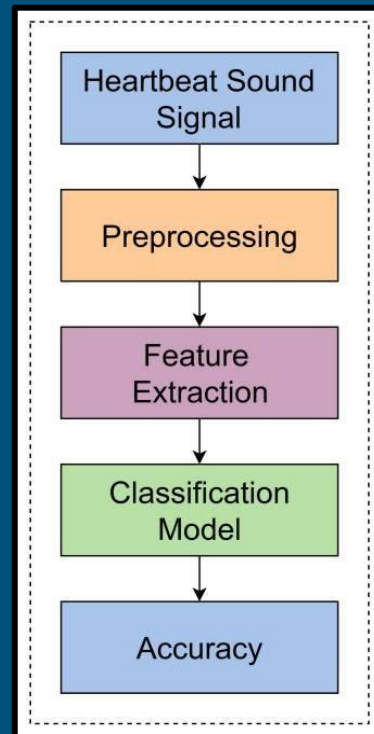 Heartbeat Sound
Signal
Preprocessing
Feature
Extraction
Classification
Model
Accuracy